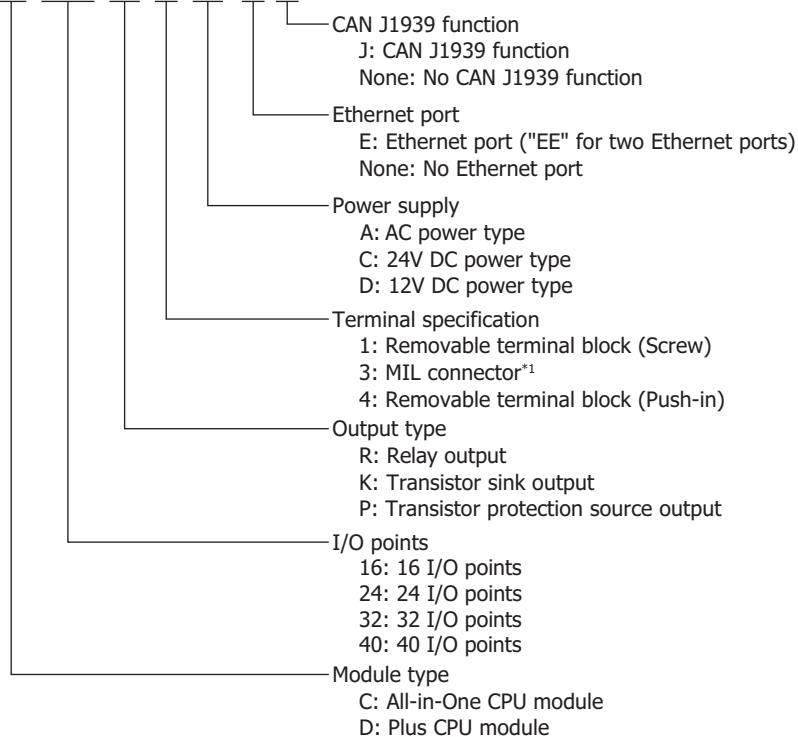 CAN J1939 function
J: CAN J1939 function
None: No CAN J1939 function
Ethernet port
E: Ethernet port ("EE" for two Ethernet ports)
None: No Ethernet port
Power supply
A: AC power type
C: 24V DC power type
D: 12V DC power type
Terminal specification
1: Removable terminal block (Screw)
3: MIL connector*1
4: Removable terminal block (Push-in)
Output type
R: Relay output
K: Transistor sink output
P: Transistor protection source output
I/O points
16: 16 I/O points
24: 24 I/O points
32: 32 I/O points
40: 40 I/O points
Module type
C: All-in-One CPU module
D: Plus CPU module